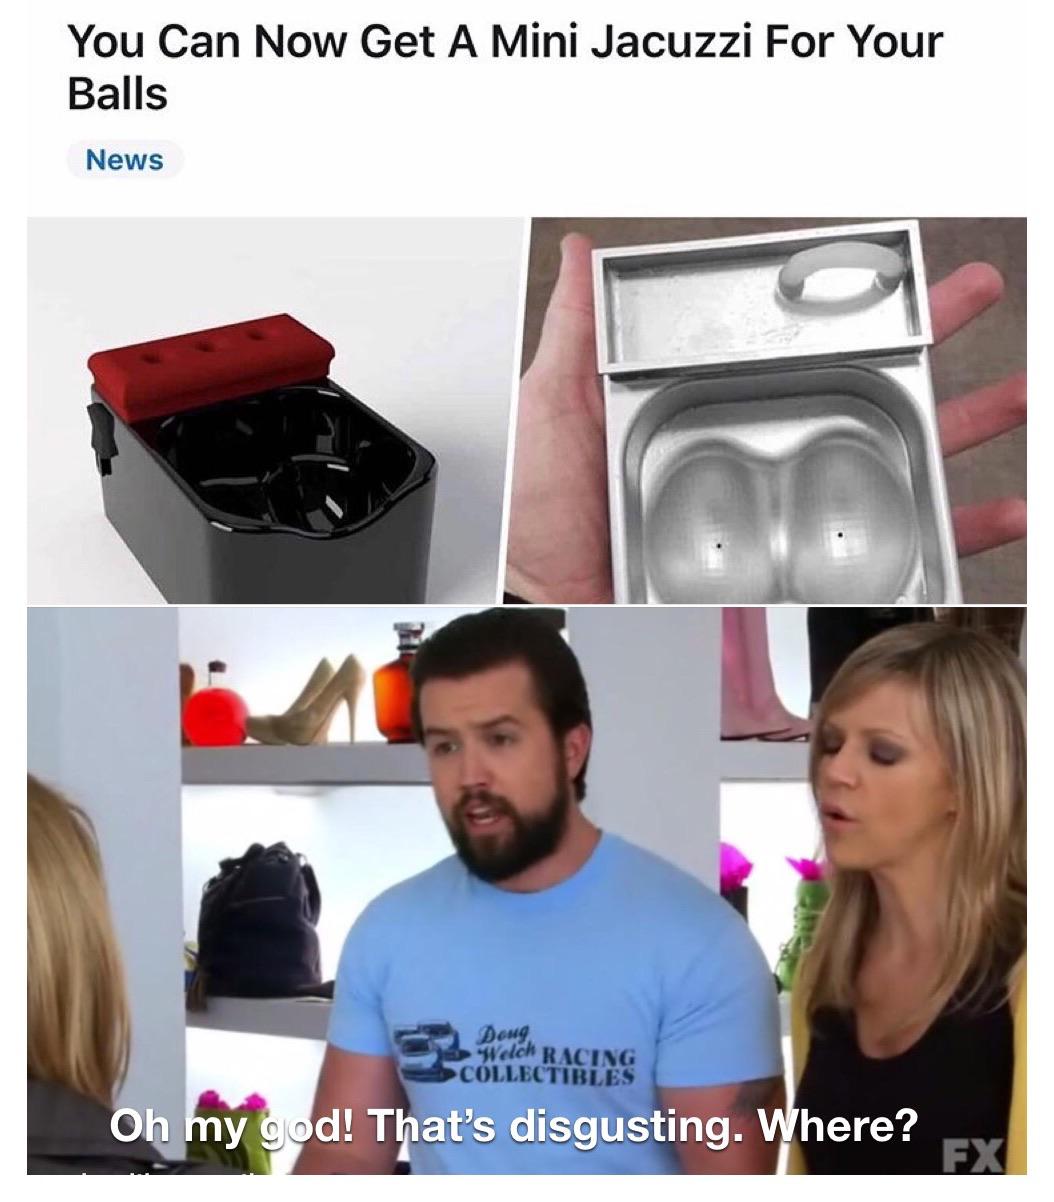 You Can Now Get A Mini Jacuzzi For Your
Balls
News
Doug
Welch RACING
COLLECTIBLES
Oh my god! That's disgusting. Where?
FX